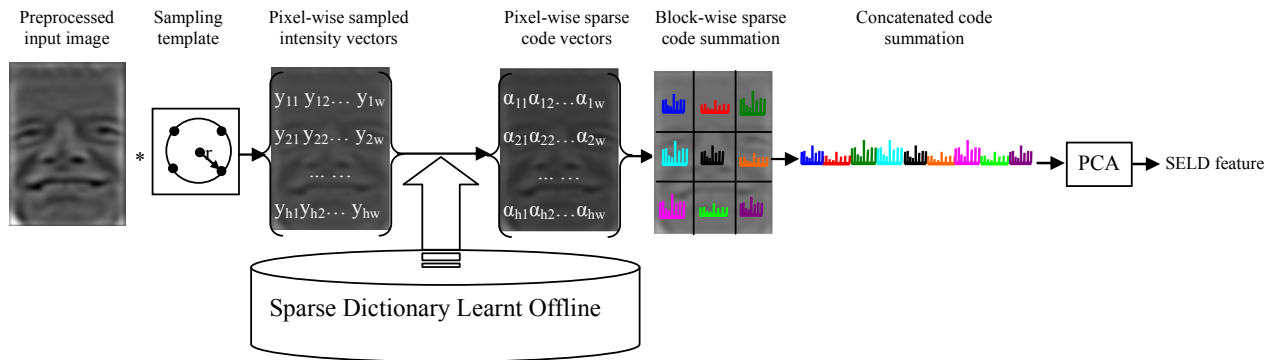 Preprocessed
input image
Sampling
template
Pixel-wise sampled
intensity vectors
Pixel-wise sparse
code vectors
Block-wise sparse
code summation
Concatenated code
summation
*
r
y11 y12... y1w
y21 y22... y2w
... ...
yh1 yh2... yhw
α11 α12... α1w
α21 α22... α2w
... ...
αh1 αh2... αhw
PCA
SELD feature
Sparse Dictionary Learnt Offline